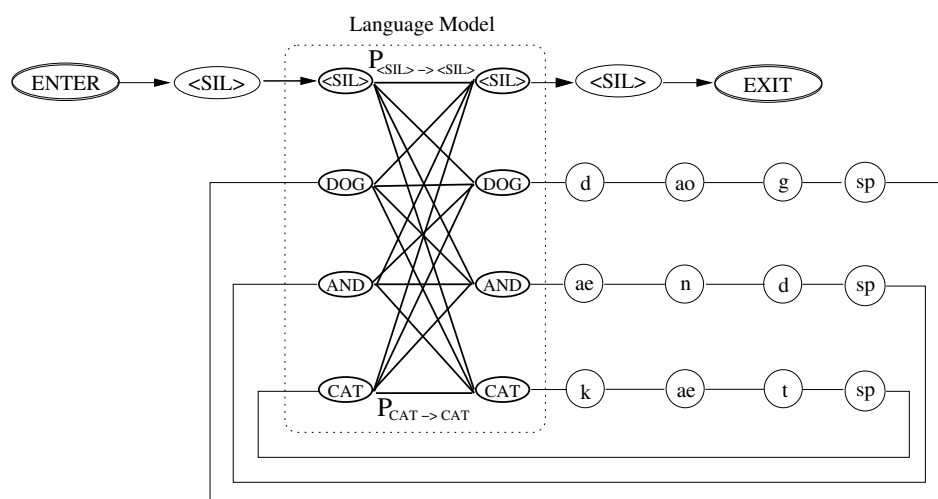 Language Model
P<SIL> -> <SIL>
ENTER <SIL> <SIL> <SIL> <SIL> EXIT
DOG DOG d ao g sp
AND AND ae n d sp
CAT CAT k ae t sp
PCAT -> CAT